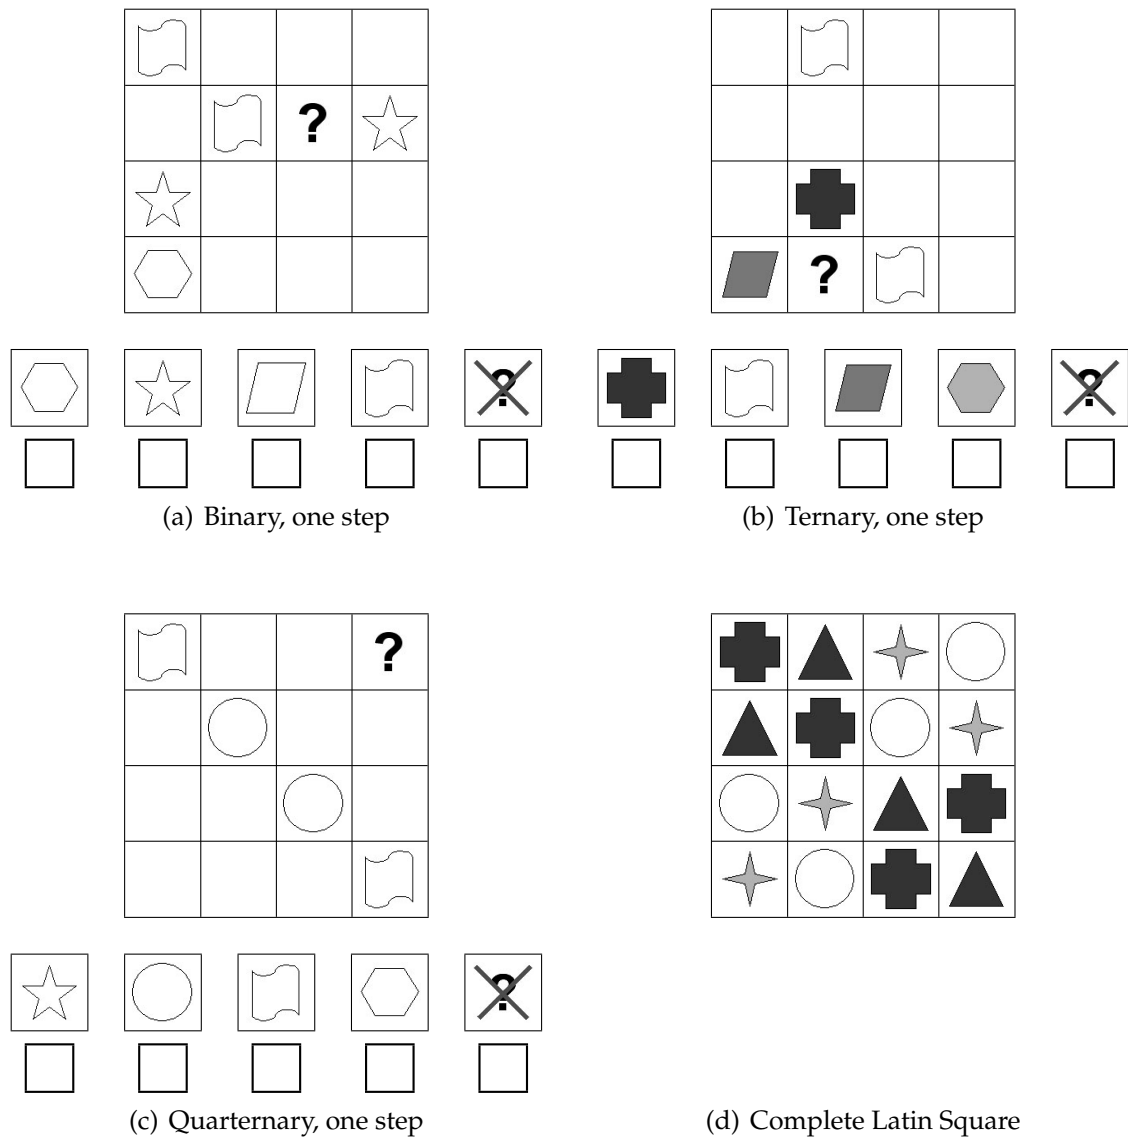 ?
?
? ?
(a) Binary, one step
(b) Ternary, one step
?
?
(c) Quarternary, one step
(d) Complete Latin Square